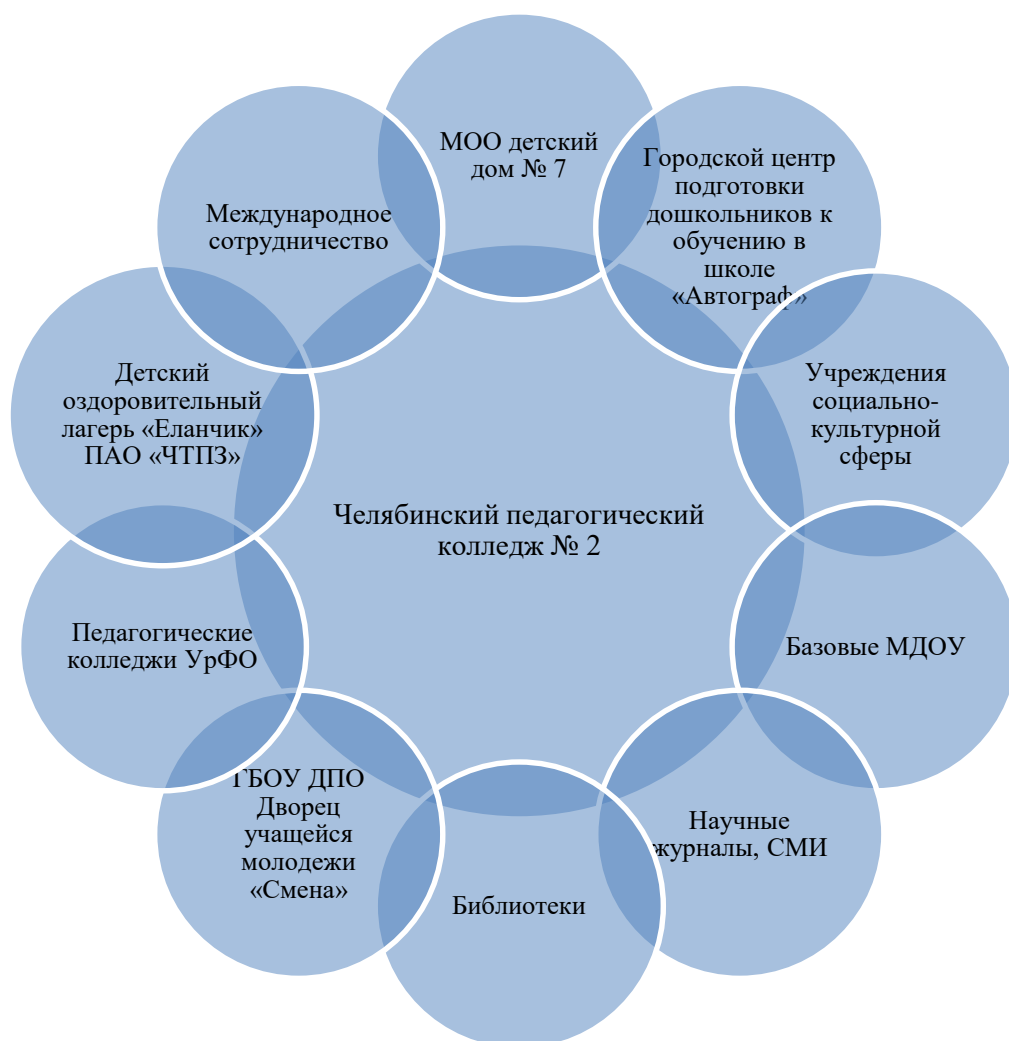 МОО детский
дом № 7
Городской центр
подготовки
дошкольников к
обучению в
школе
«Автограф»
Учреждения
социально-
культурной
сферы
Базовые МДОУ
Научные
журналы, СМИ
Библиотеки
ГБОУ ДПО
Дворец
учащейся
молодежи
«Смена»
Педагогические
колледжи УрФО
Детский
оздоровительный
лагерь «Еланчик»
ПАО «ЧТПЗ»
Международное
сотрудничество
Челябинский педагогический
колледж № 2